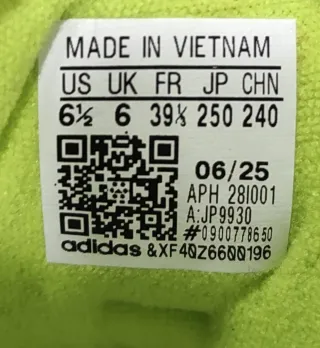 MADE IN VIETNAM
US UK FR JP CHN
6½ 6 39⅓ 250 240
06/25
APH 28I001
A:JP9930
#0900778650
adidas &XF40Z6600196